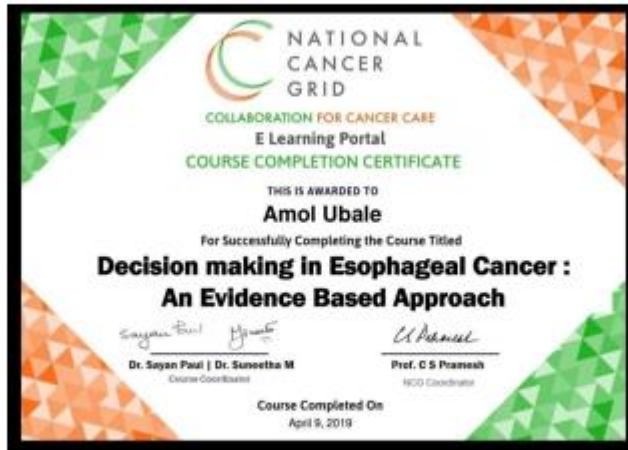 NATIONAL
CANCER
GRID
COLLABORATION FOR CANCER CARE
E Learning Portal
COURSE COMPLETION CERTIFICATE
THIS IS AWARDED TO
Amol Ubale
For Successfully Completing the Course Titled
Decision making in Esophageal Cancer :
An Evidence Based Approach
Sayan Paul
Dr. Sayan Paul | Dr. Suneetha M
Course Coordinator
Prof. C S Pramesh
NCG Coordinator
Course Completed On
April 9, 2019